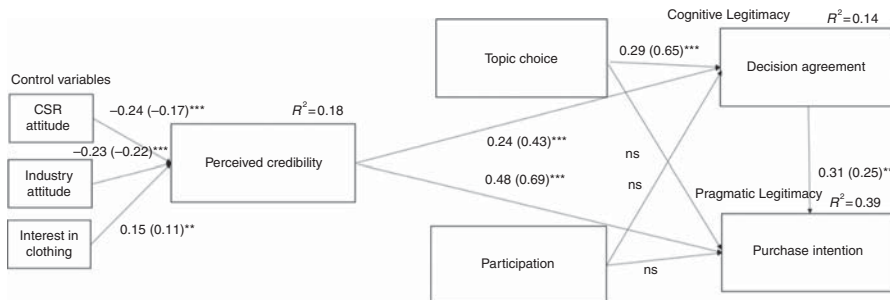 Cognitive Legitimacy
R² = 0.14
Topic choice
0.29 (0.65)***
Decision agreement
Control variables
–0.24 (–0.17)***
CSR
attitude
R² = 0.18
–0.23 (–0.22)***
Perceived credibility
0.24 (0.43)***
ns
Industry
attitude
0.48 (0.69)***
ns
0.31 (0.25)**
Pragmatic Legitimacy
R² = 0.39
Interest in
clothing
0.15 (0.11)**
Participation
ns
Purchase intention